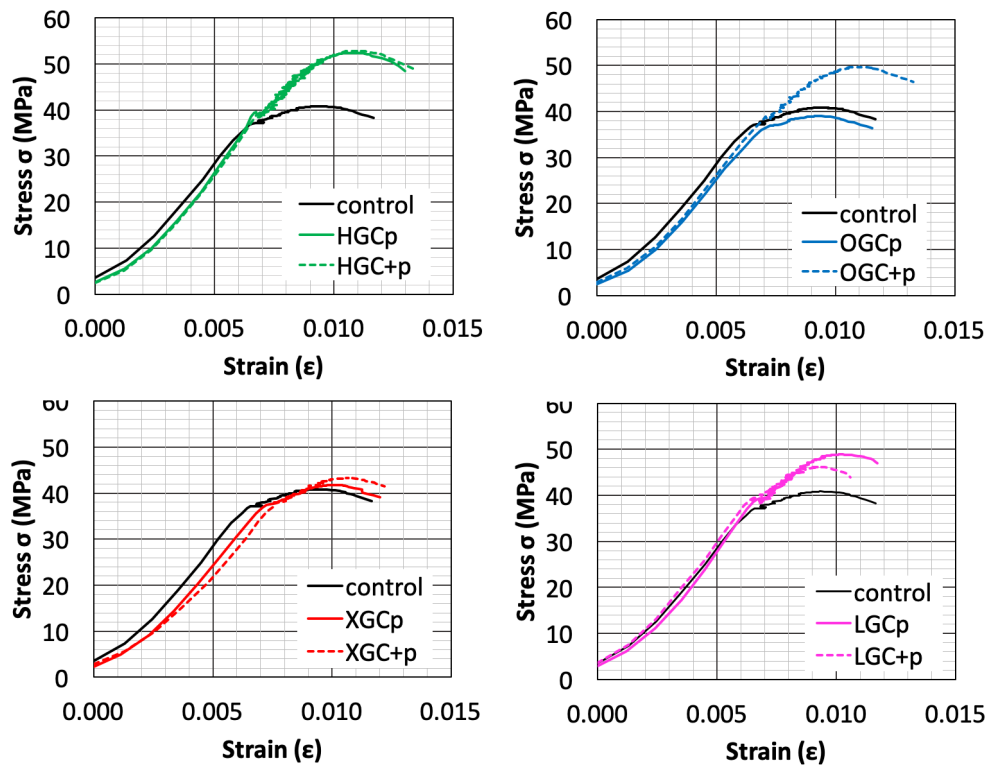 60
50
40
30
20
10
0
Stress σ (MPa)
control
HGCp
HGC+p
0.000 0.005 0.010 0.015
Strain (ε)
60
50
40
30
20
10
0
Stress σ (MPa)
control
OGCp
OGC+p
0.000 0.005 0.010 0.015
Strain (ε)
60
50
40
30
20
10
0
Stress σ (MPa)
control
XGCp
XGC+p
0.000 0.005 0.010 0.015
Strain (ε)
60
50
40
30
20
10
0
Stress σ (MPa)
control
LGCp
LGC+p
0.000 0.005 0.010 0.015
Strain (ε)